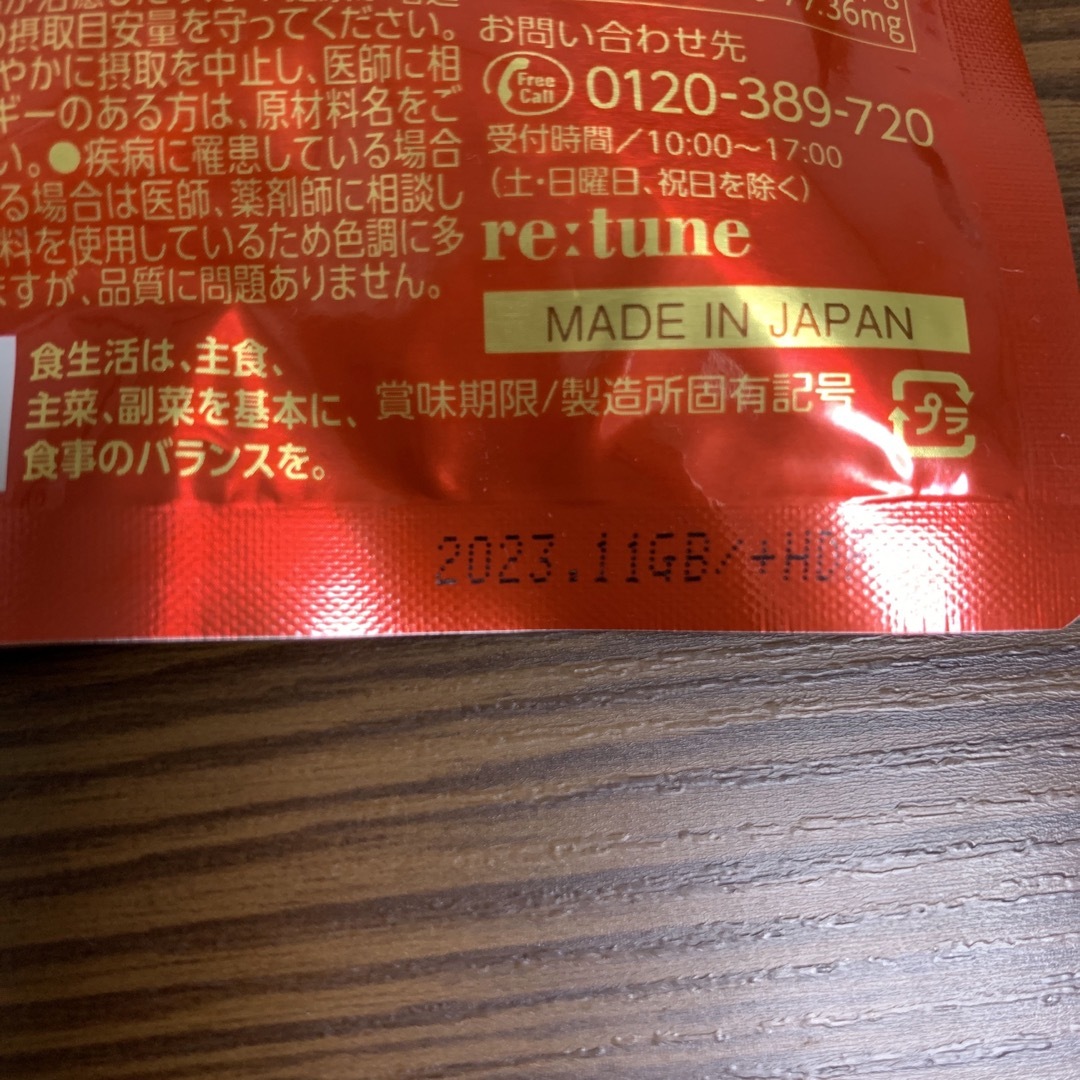 の摂取目安量を守ってください。
やかに摂取を中止し、医師に相
ギーのある方は、原材料名をご
い。●疾病に罹患している場合
る場合は医師、薬剤師に相談し
料を使用しているため色調に多
ますが、品質に問題ありません。
食生活は、主食、
主菜、副菜を基本に、
食事のバランスを。
77.36mg
お問い合わせ先
Free Call 0120-389-720
受付時間/10:00〜17:00
(土・日曜日、祝日を除く)
re:tune
MADE IN JAPAN
賞味期限/製造所固有記号
プラ
2023.11GB/+HD